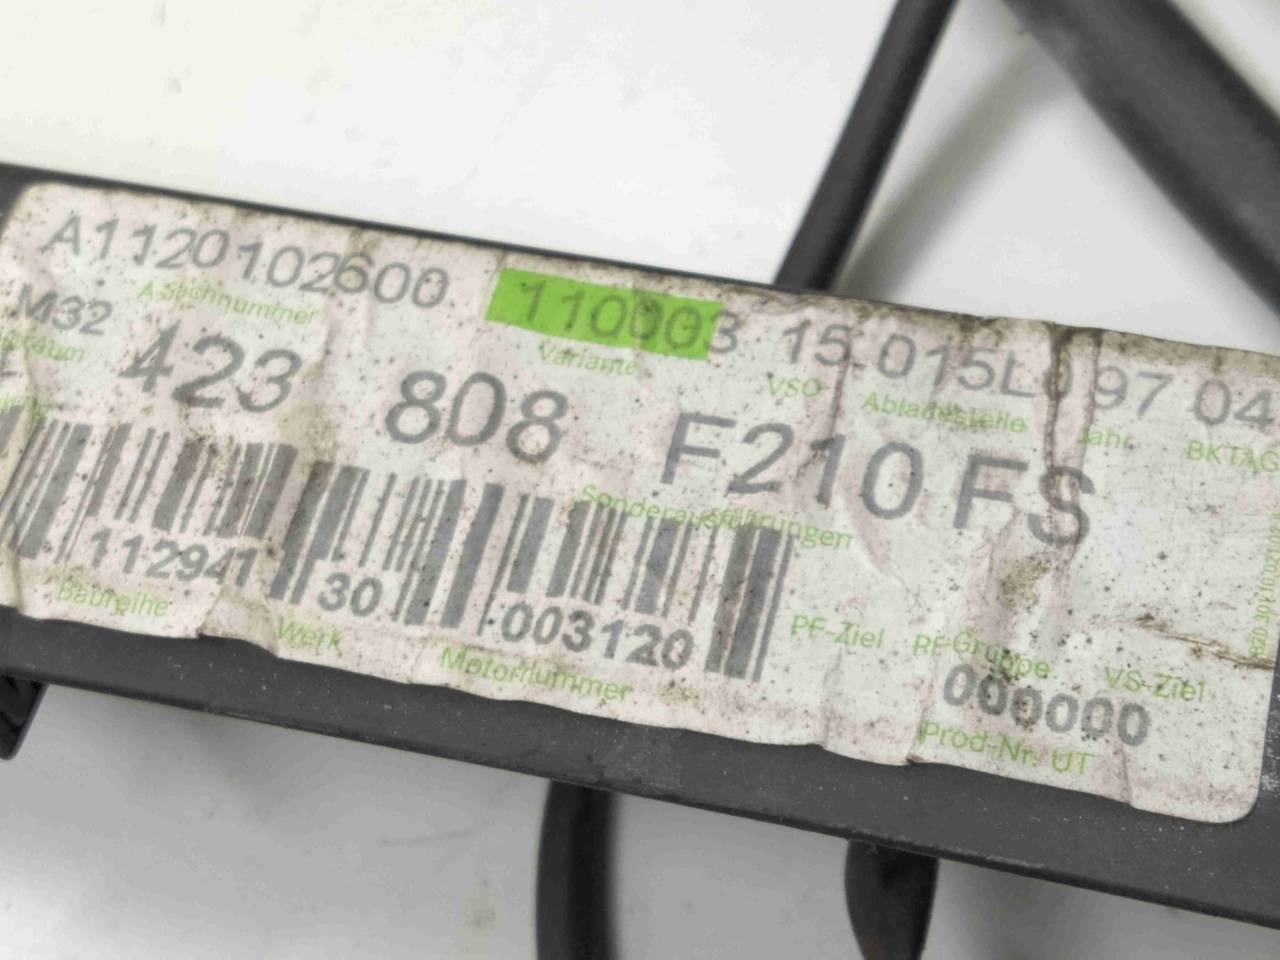 A1120102600 110003 15 015L 97 04
A-Sachnummer Variante VSO Abladestelle Jahr BKTAG
M32 423 808 F210 FS
Sonderausführungen
112941 30 003120
Baureihe Werk Motornummer PF-Ziel PF-Gruppe VS-Ziel
000000
Prod-Nr. UT